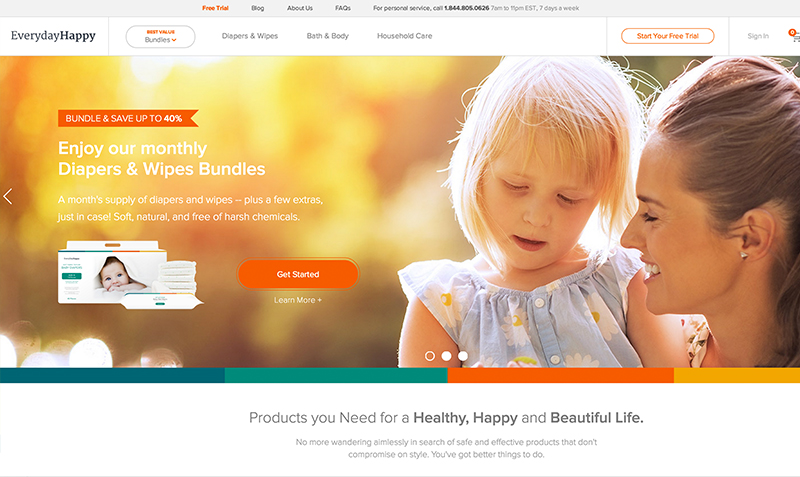 Free Trial Blog About Us FAQs For personal service, call 1.844.805.0626 7am to 11pm EST, 7 days a week
EverydayHappy
BEST VALUE
Bundles
Diapers & Wipes Bath & Body Household Care
Start Your Free Trial
Sign In
0
BUNDLE & SAVE UP TO 40%
Enjoy our monthly
Diapers & Wipes Bundles
A month's supply of diapers and wipes – plus a few extras,
just in case! Soft, natural, and free of harsh chemicals.
Get Started
Learn More +
Products you Need for a Healthy, Happy and Beautiful Life.
No more wandering aimlessly in search of safe and effective products that don't
compromise on style. You've got better things to do.